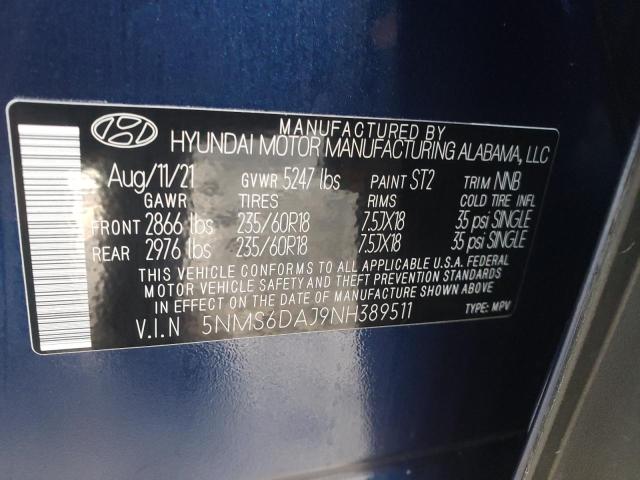 MANUFACTURED BY
HYUNDAI MOTOR MANUFACTURING ALABAMA, LLC
Aug/11/21 GVWR 5247 lbs PAINT ST2 TRIM NNB
GAWR TIRES RIMS COLD TIRE INFL
FRONT 2866 lbs 235/60R18 7.5JX18 35 psi SINGLE
REAR 2976 lbs 235/60R18 7.5JX18 35 psi SINGLE
THIS VEHICLE CONFORMS TO ALL APPLICABLE U.S.A. FEDERAL
MOTOR VEHICLE SAFETY AND THEFT PREVENTION STANDARDS
IN EFFECT ON THE DATE OF MANUFACTURE SHOWN ABOVE.
V.I.N 5NMS6DAJ9NH389511 TYPE: MPV